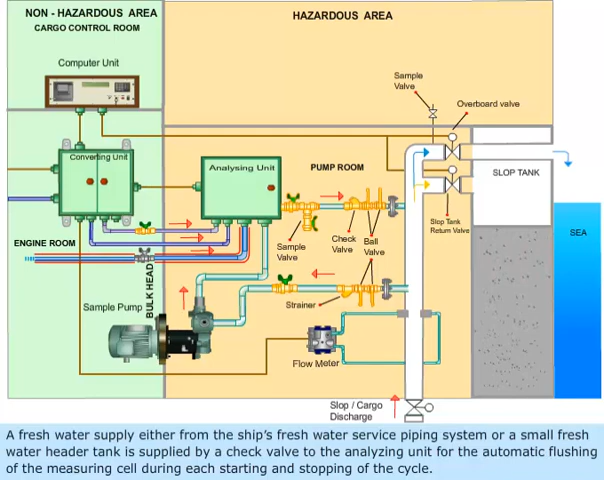 NON - HAZARDOUS AREA
CARGO CONTROL ROOM
HAZARDOUS AREA
Computer Unit
Sample
Valve
Overboard valve
Converting Unit
Analysing Unit
PUMP ROOM
SLOP TANK
ENGINE ROOM
Sample
Valve
Check
Valve
Ball
Valve
Slop Tank
Return Valve
SEA
BULK HEAD
Strainer
Sample Pump
Flow Meter
Slop / Cargo
Discharge
A fresh water supply either from the ship's fresh water service piping system or a small fresh
water header tank is supplied by a check valve to the analyzing unit for the automatic flushing
of the measuring cell during each starting and stopping of the cycle.